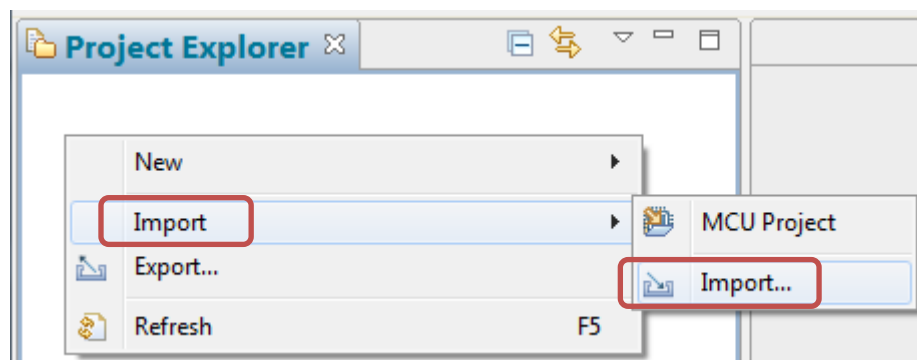 Project Explorer
New
Import
MCU Project
Export...
Import...
Refresh F5